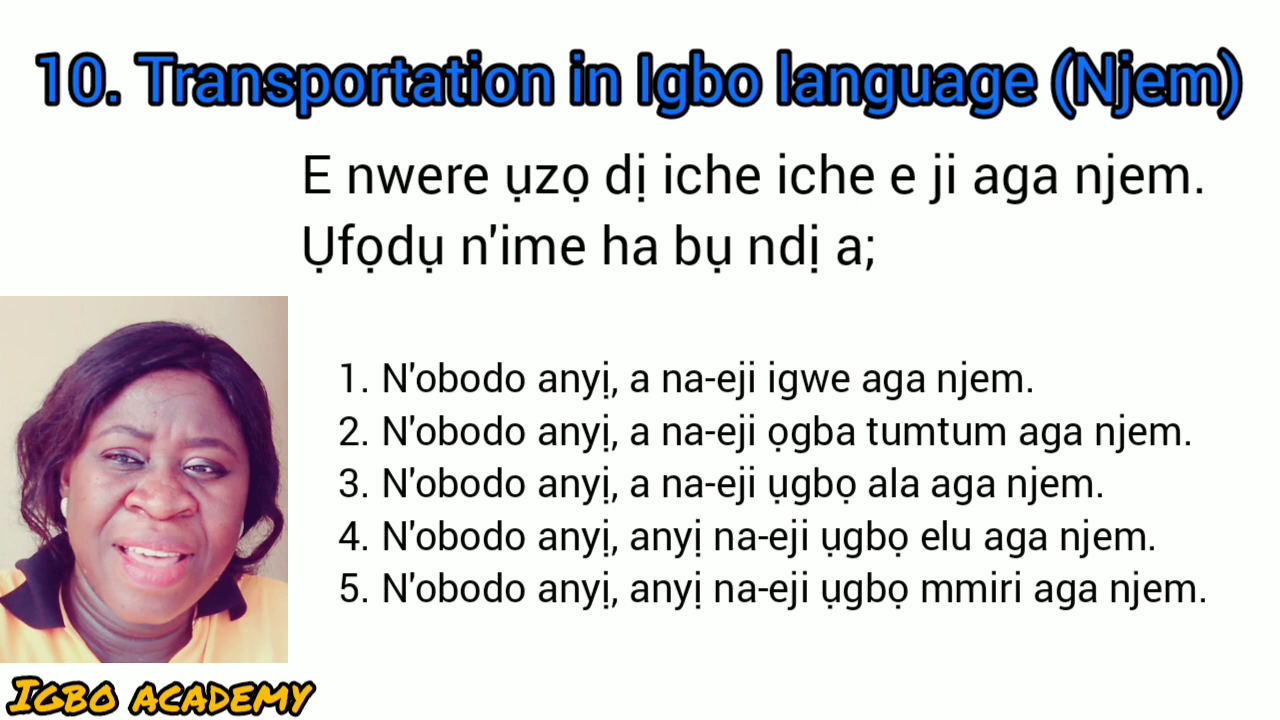 10. Transportation in Igbo language (Njem)
E nwere ụzọ dị iche iche e ji aga njem.
Ụfọdụ n'ime ha bụ ndị a;
1. N'obodo anyị, a na-eji igwe aga njem.
2. N'obodo anyị, a na-eji ọgba tumtum aga njem.
3. N'obodo anyị, a na-eji ụgbọ ala aga njem.
4. N'obodo anyị, anyị na-eji ụgbọ elu aga njem.
5. N'obodo anyị, anyị na-eji ụgbọ mmiri aga njem.
IGBO ACADEMY